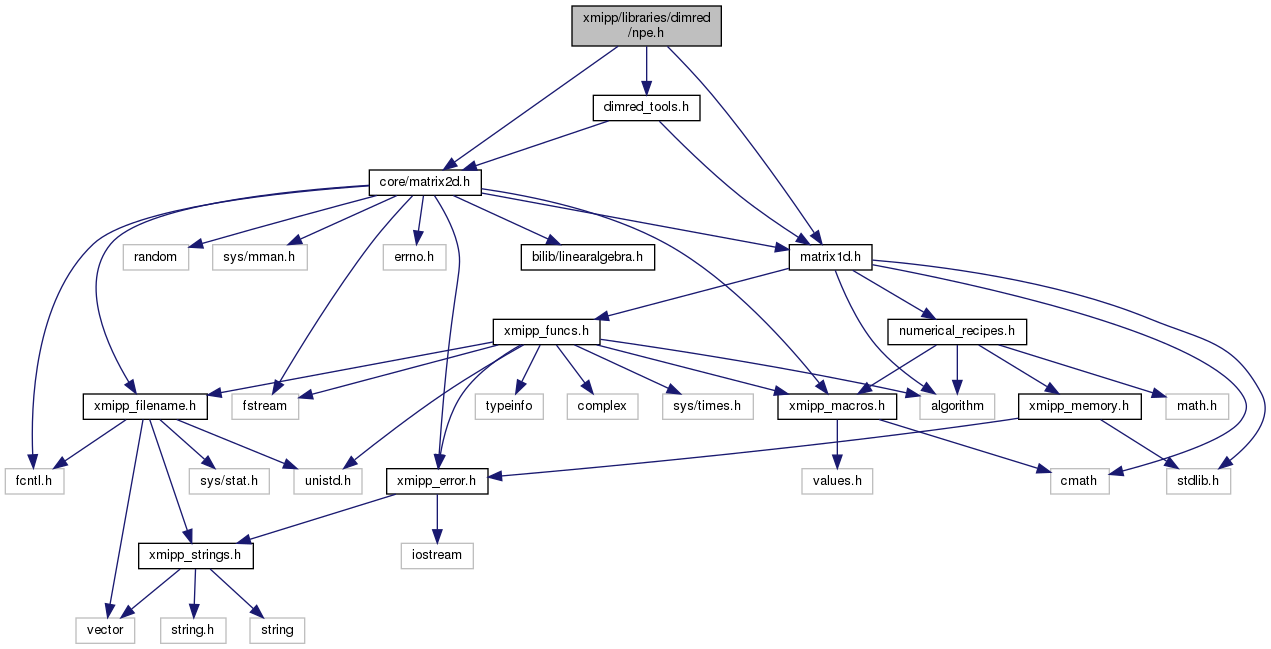 xmipp/libraries/dimred
/npe.h
dimred_tools.h
core/matrix2d.h
random
sys/mman.h
errno.h
bilib/linearalgebra.h
matrix1d.h
xmipp_funcs.h
numerical_recipes.h
xmipp_filename.h
fstream
typeinfo
complex
sys/times.h
xmipp_macros.h
algorithm
xmipp_memory.h
math.h
fcntl.h
sys/stat.h
unistd.h
xmipp_error.h
values.h
cmath
stdlib.h
xmipp_strings.h
iostream
vector
string.h
string